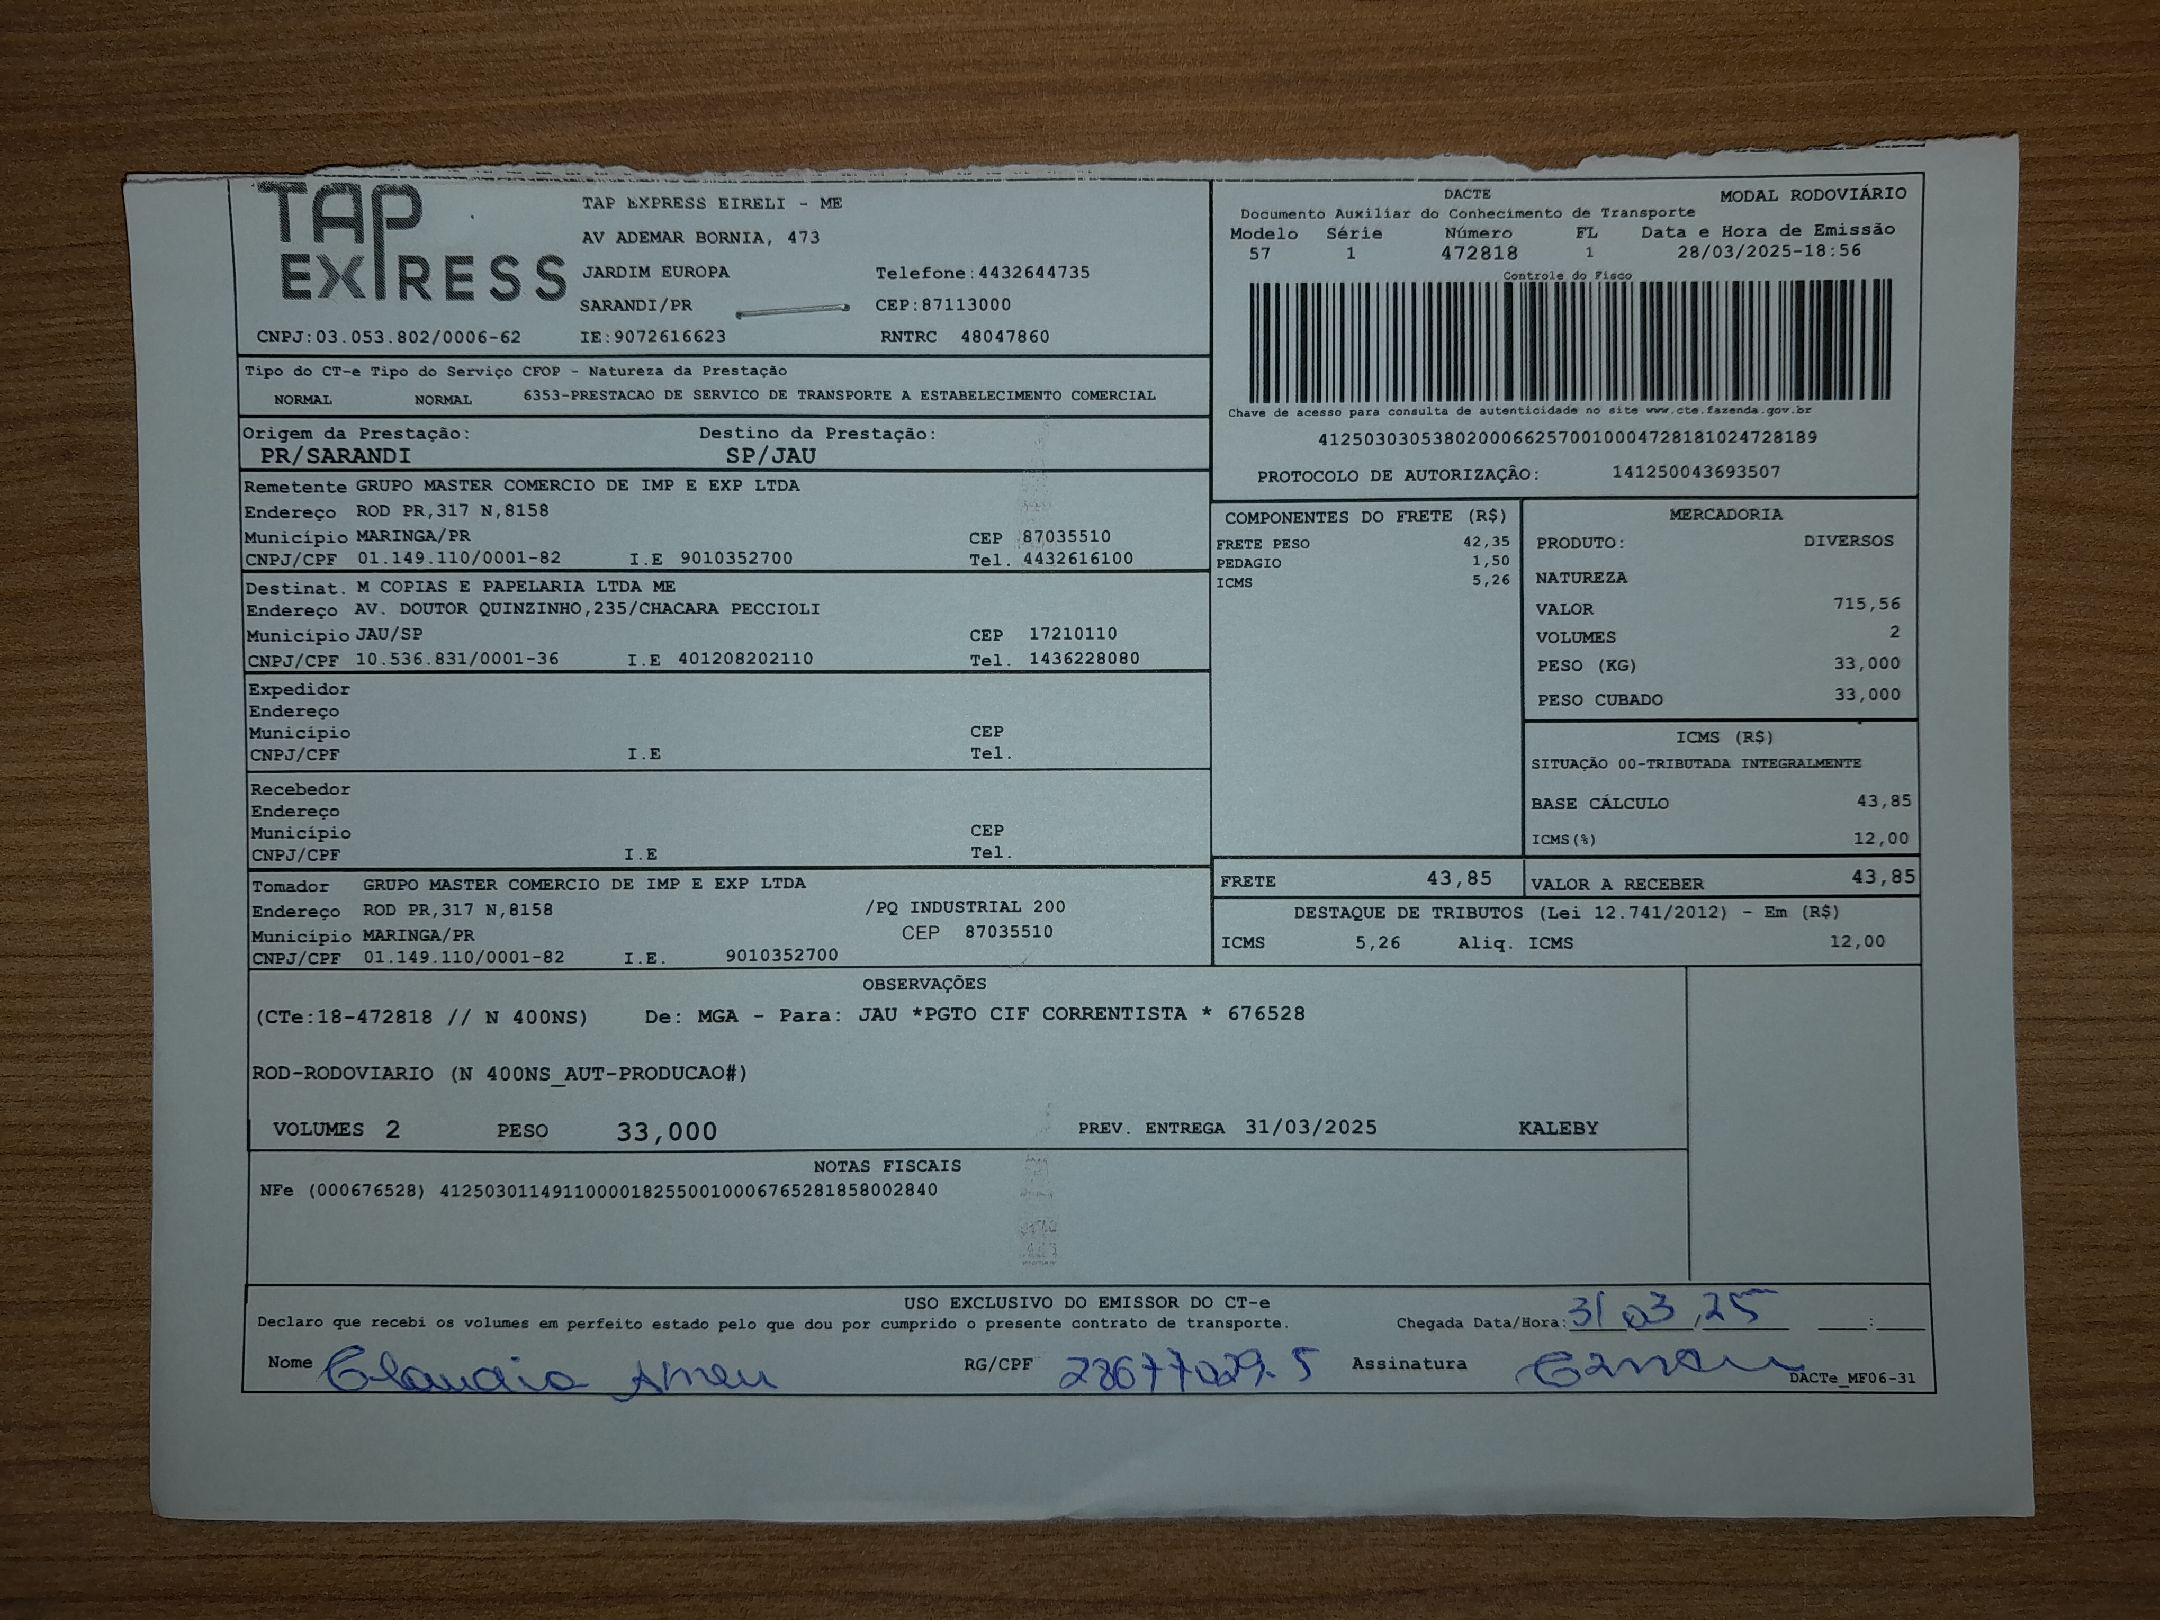 TAP EXPRESS
TAP EXPRESS EIRELI - ME
AV ADEMAR BORNIA, 473
JARDIM EUROPA Telefone:4432644735
SARANDI/PR CEP:87113000
CNPJ:03.053.802/0006-62 IE:9072616623 RNTRC 48047860
DACTE MODAL RODOVIÁRIO
Documento Auxiliar do Conhecimento de Transporte
Modelo Série Número FL Data e Hora de Emissão
57 1 472818 1 28/03/2025-18:56
Controle do Fisco
Chave de acesso para consulta de autenticidade no site www.cte.fazenda.gov.br
41250303053802000662570010004728181024728189
PROTOCOLO DE AUTORIZAÇÃO: 141250043693507
Tipo do CT-e Tipo do Serviço CFOP - Natureza da Prestação
NORMAL NORMAL 6353-PRESTACAO DE SERVICO DE TRANSPORTE A ESTABELECIMENTO COMERCIAL
Origem da Prestação: Destino da Prestação:
PR/SARANDI SP/JAU
Remetente GRUPO MASTER COMERCIO DE IMP E EXP LTDA
Endereço ROD PR,317 N,8158
Município MARINGA/PR CEP 87035510
CNPJ/CPF 01.149.110/0001-82 I.E 9010352700 Tel. 4432616100
Destinat. M COPIAS E PAPELARIA LTDA ME
Endereço AV. DOUTOR QUINZINHO,235/CHACARA PECCIOLI
Município JAU/SP CEP 17210110
CNPJ/CPF 10.536.831/0001-36 I.E 401208202110 Tel. 1436228080
Expedidor
Endereço
Município CEP
CNPJ/CPF I.E Tel.
Recebedor
Endereço
Município CEP
CNPJ/CPF I.E Tel.
Tomador GRUPO MASTER COMERCIO DE IMP E EXP LTDA
Endereço ROD PR,317 N,8158 /PQ INDUSTRIAL 200
Município MARINGA/PR CEP 87035510
CNPJ/CPF 01.149.110/0001-82 I.E. 9010352700
COMPONENTES DO FRETE (R$)
FRETE PESO 42,35
PEDAGIO 1,50
ICMS 5,26
MERCADORIA
PRODUTO: DIVERSOS
NATUREZA
VALOR 715,56
VOLUMES 2
PESO (KG) 33,000
PESO CUBADO 33,000
ICMS (R$)
SITUAÇÃO 00-TRIBUTADA INTEGRALMENTE
BASE CÁLCULO 43,85
ICMS(%) 12,00
FRETE 43,85 VALOR A RECEBER 43,85
DESTAQUE DE TRIBUTOS (Lei 12.741/2012) - Em (R$)
ICMS 5,26 Aliq. ICMS 12,00
OBSERVAÇÕES
(CTe:18-472818 // N 400NS) De: MGA - Para: JAU *PGTO CIF CORRENTISTA * 676528
ROD-RODOVIARIO (N 400NS_AUT-PRODUCAO#)
VOLUMES 2 PESO 33,000 PREV. ENTREGA 31/03/2025 KALEBY
NOTAS FISCAIS
NFe (000676528) 41250301149110000182550010006765281858002840
USO EXCLUSIVO DO EMISSOR DO CT-e
Declaro que recebi os volumes em perfeito estado pelo que dou por cumprido o presente contrato de transporte. Chegada Data/Hora: 31/03/25 __:__
Nome Claudia RG/CPF Assinatura
DACTe_MF06-31